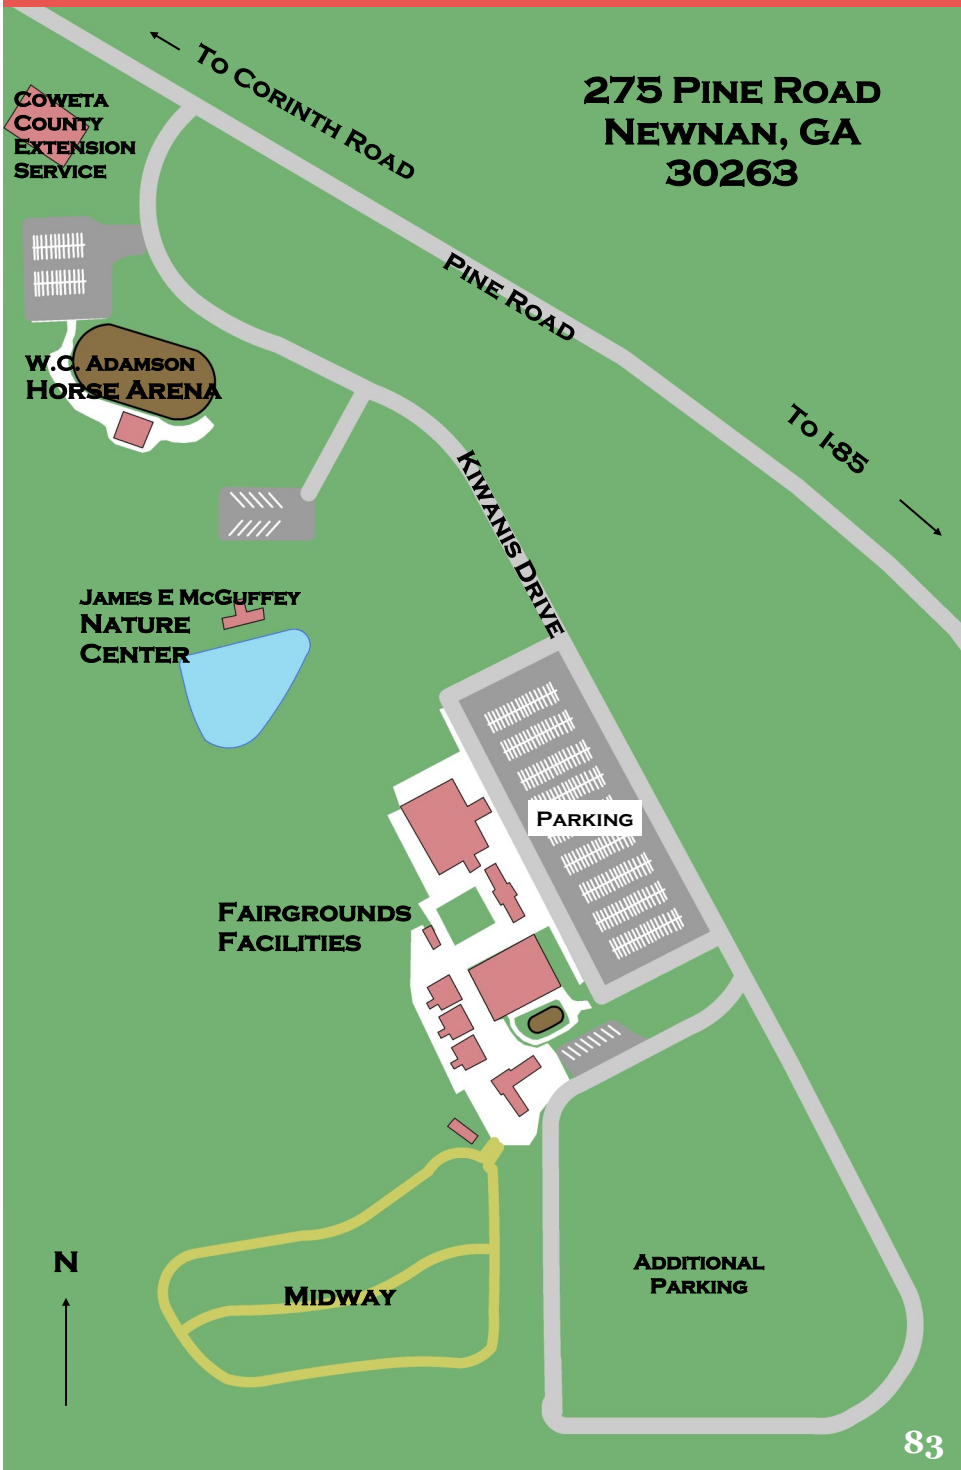 To Corinth Road
275 Pine Road
Newnan, GA
30263
Coweta
County
Extension
Service
Pine Road
W.C. Adamson
Horse Arena
To I-85
Kiwanis Drive
James E McGuffey
Nature
Center
Parking
Fairgrounds
Facilities
N
Midway
Additional
Parking
83